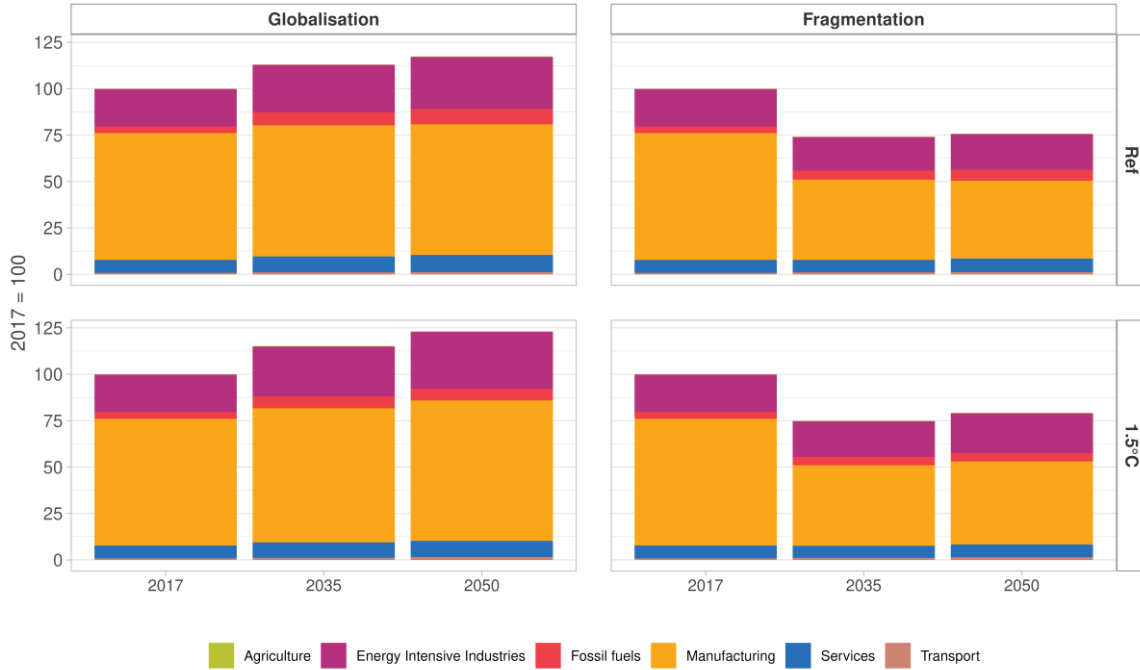 Globalisation
Fragmentation
2017 = 100
125
100
75
50
25
0
Ref
125
100
75
50
25
0
1.5°C
2017
2035
2050
2017
2035
2050
Agriculture
Energy Intensive Industries
Fossil fuels
Manufacturing
Services
Transport